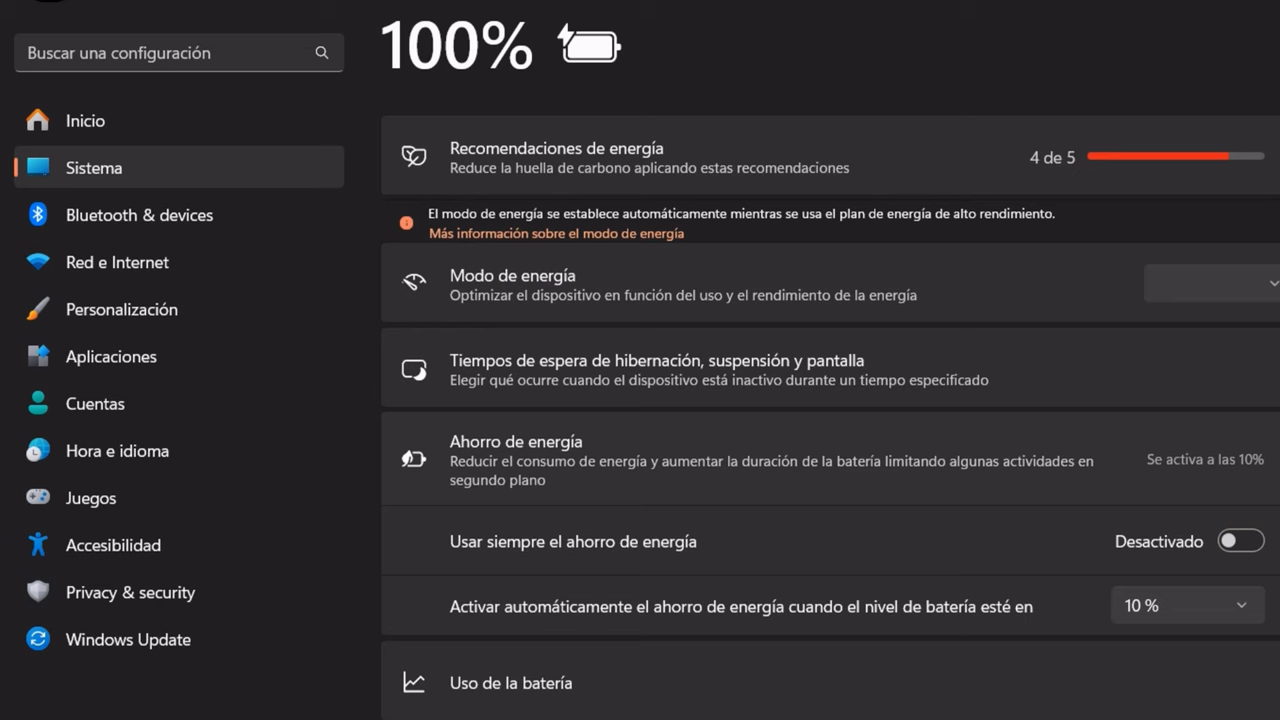 100%
Buscar una configuración
Inicio
Sistema
Bluetooth & devices
Red e Internet
Personalización
Aplicaciones
Cuentas
Hora e idioma
Juegos
Accesibilidad
Privacy & security
Windows Update
Recomendaciones de energía
Reduce la huella de carbono aplicando estas recomendaciones
4 de 5
El modo de energía se establece automáticamente mientras se usa el plan de energía de alto rendimiento.
Más información sobre el modo de energía
Modo de energía
Optimizar el dispositivo en función del uso y el rendimiento de la energía
Tiempos de espera de hibernación, suspensión y pantalla
Elegir qué ocurre cuando el dispositivo está inactivo durante un tiempo especificado
Ahorro de energía
Reducir el consumo de energía y aumentar la duración de la batería limitando algunas actividades en
segundo plano
Se activa a las 10%
Usar siempre el ahorro de energía
Desactivado
Activar automáticamente el ahorro de energía cuando el nivel de batería esté en
10 %
Uso de la batería